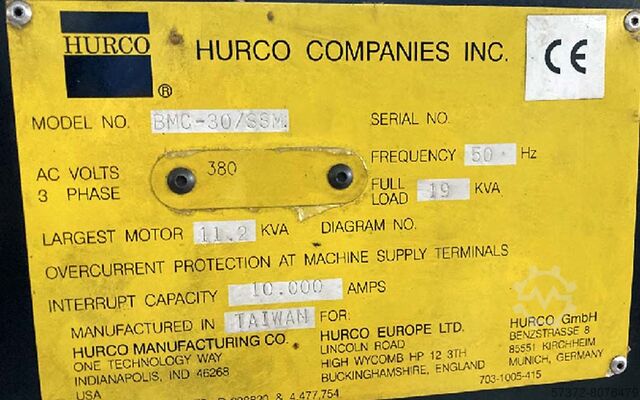 HURCO
HURCO COMPANIES INC.
CE
®
MODEL NO. BMC-30/SSM
SERIAL NO.
AC VOLTS
3 PHASE
380
FREQUENCY 50 Hz
FULL
LOAD 19 KVA
LARGEST MOTOR 11.2 KVA DIAGRAM NO.
OVERCURRENT PROTECTION AT MACHINE SUPPLY TERMINALS
INTERRUPT CAPACITY 10.000 AMPS
MANUFACTURED IN TAIWAN FOR:
HURCO MANUFACTURING CO.
ONE TECHNOLOGY WAY
INDIANAPOLIS, IND 46268
USA
HURCO EUROPE LTD.
LINCOLN ROAD
HIGH WYCOMB HP 12 3TH
BUCKINGHAMSHIRE, ENGLAND
HURCO GmbH
BENZSTRASSE 8
85551 KIRCHHEIM
MUNICH, GERMANY
703-1005-415
& 4,477,754